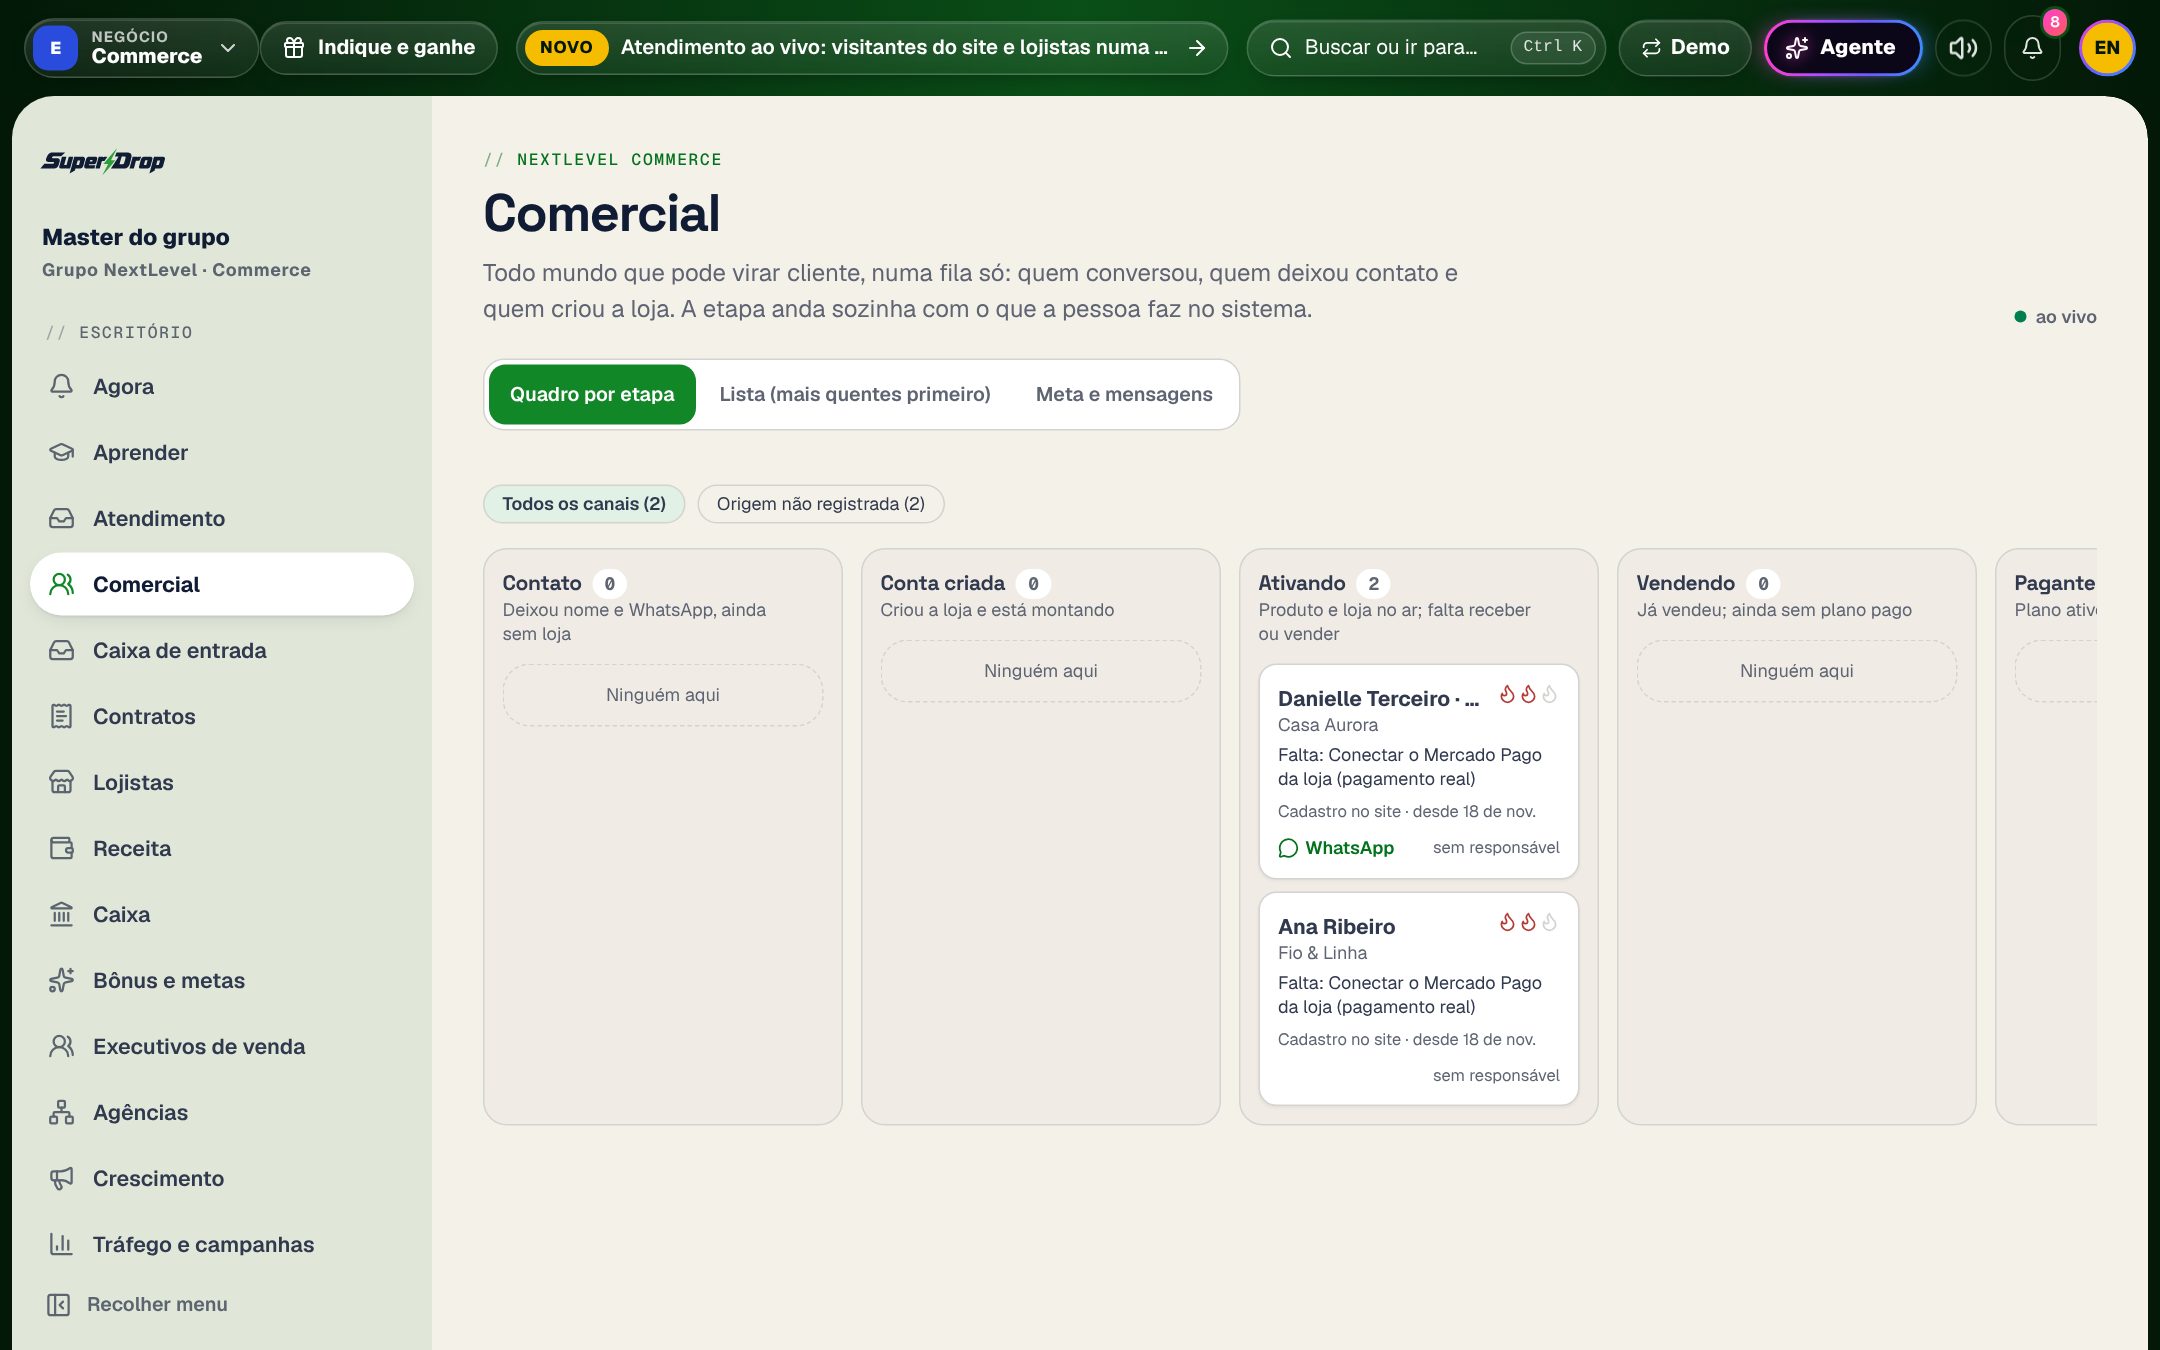 E
NEGÓCIO
Commerce
Indique e ganhe
NOVO
Atendimento ao vivo: visitantes do site e lojistas numa ...
Buscar ou ir para...
Ctrl K
Demo
Agente
8
EN
SuperDrop
Master do grupo
Grupo NextLevel · Commerce
// ESCRITÓRIO
Agora
Aprender
Atendimento
Comercial
Caixa de entrada
Contratos
Lojistas
Receita
Caixa
Bônus e metas
Executivos de venda
Agências
Crescimento
Tráfego e campanhas
Recolher menu
// NEXTLEVEL COMMERCE
Comercial
Todo mundo que pode virar cliente, numa fila só: quem conversou, quem deixou contato e
quem criou a loja. A etapa anda sozinha com o que a pessoa faz no sistema.
ao vivo
Quadro por etapa
Lista (mais quentes primeiro)
Meta e mensagens
Todos os canais (2)
Origem não registrada (2)
Contato 0
Deixou nome e WhatsApp, ainda
sem loja
Ninguém aqui
Conta criada 0
Criou a loja e está montando
Ninguém aqui
Ativando 2
Produto e loja no ar; falta receber
ou vender
Danielle Terceiro · ...
Casa Aurora
Falta: Conectar o Mercado Pago
da loja (pagamento real)
Cadastro no site · desde 18 de nov.
WhatsApp
sem responsável
Ana Ribeiro
Fio & Linha
Falta: Conectar o Mercado Pago
da loja (pagamento real)
Cadastro no site · desde 18 de nov.
sem responsável
Vendendo 0
Já vendeu; ainda sem plano pago
Ninguém aqui
Pagante
Plano ativ